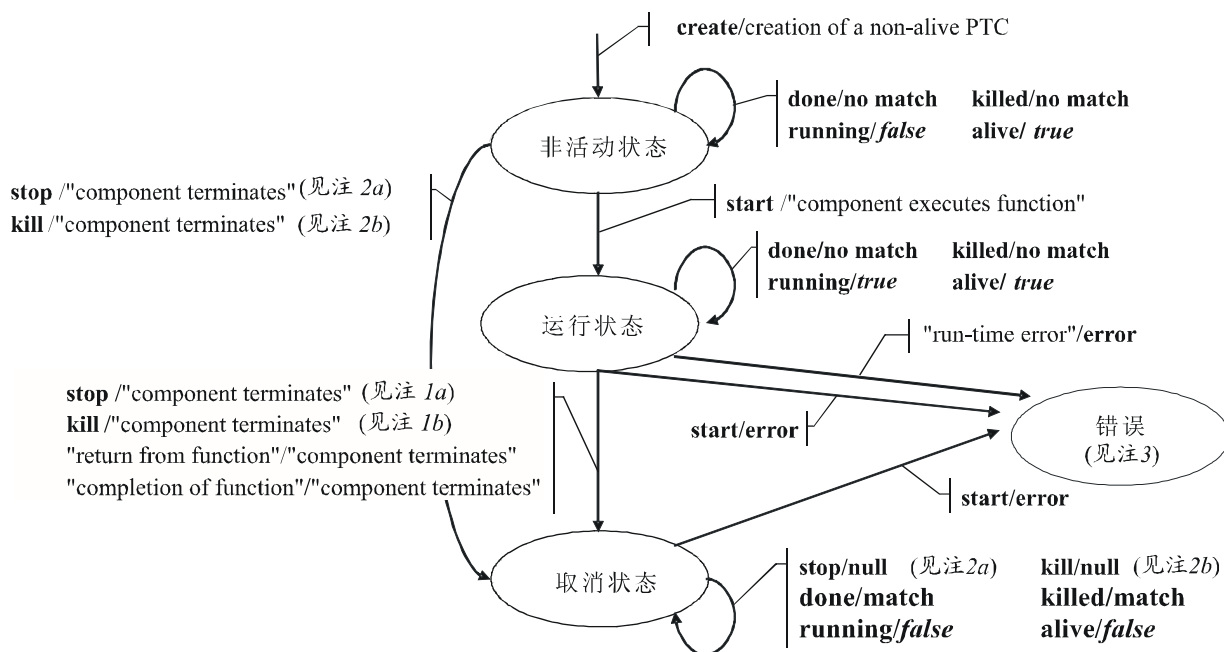 create/creation of a non-alive PTC
done/no match killed/no match
running/false alive/ true
非活动状态
stop /"component terminates" (见注 2a)
kill /"component terminates" (见注 2b)
start /"component executes function"
done/no match killed/no match
running/true alive/ true
运行状态
"run-time error"/error
stop /"component terminates" (见注 1a)
kill /"component terminates" (见注 1b)
"return from function"/"component terminates"
"completion of function"/"component terminates"
start/error
错误
(见注3)
start/error
取消状态
stop/null (见注2a) kill/null (见注2b)
done/match killed/match
running/false alive/false